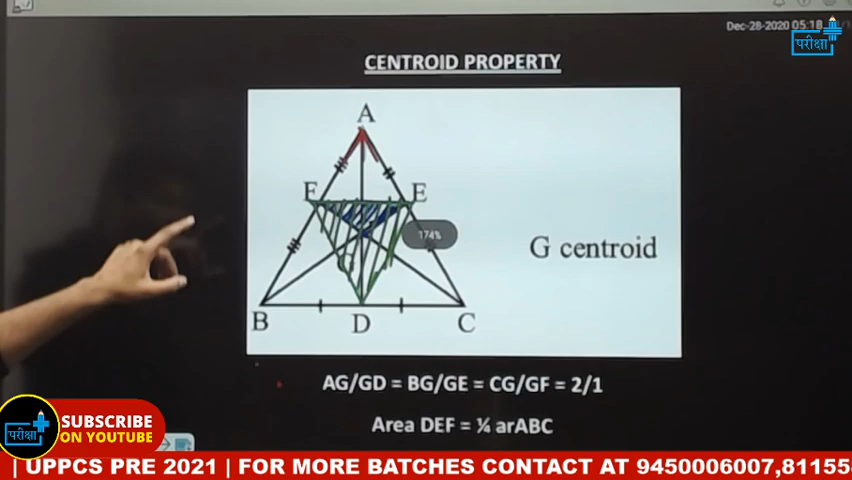 Dec-28-2020 05:18
परीक्षा
CENTROID PROPERTY
A
F E
174%
G
G centroid
B D C
AG/GD = BG/GE = CG/GF = 2/1
Area DEF = ¼ arABC
परीक्षा
SUBSCRIBE
ON YOUTUBE
| UPPCS PRE 2021 | FOR MORE BATCHES CONTACT AT 9450006007,81155